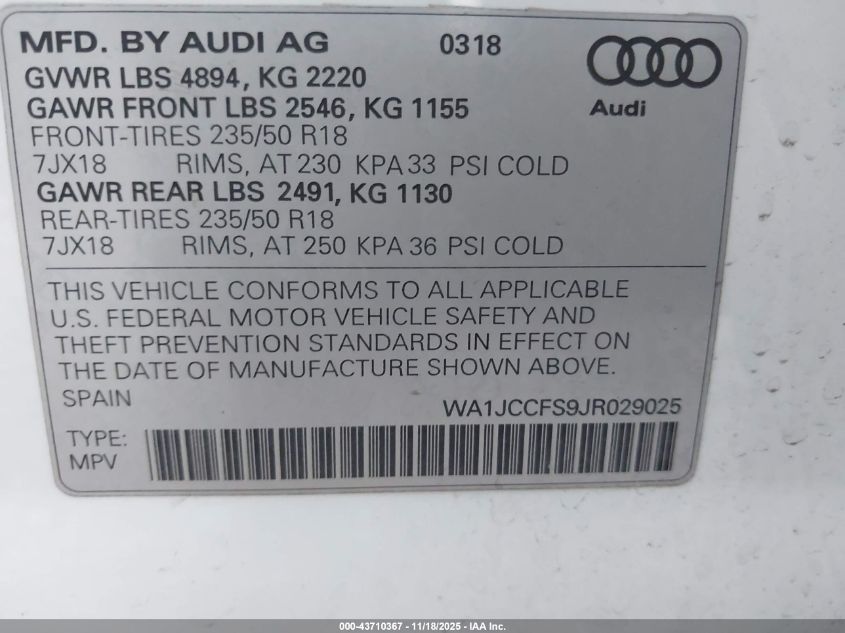 MFD. BY AUDI AG 0318
GVWR LBS 4894, KG 2220
GAWR FRONT LBS 2546, KG 1155
Audi
FRONT-TIRES 235/50 R18
7JX18 RIMS, AT 230 KPA 33 PSI COLD
GAWR REAR LBS 2491, KG 1130
REAR-TIRES 235/50 R18
7JX18 RIMS, AT 250 KPA 36 PSI COLD
THIS VEHICLE CONFORMS TO ALL APPLICABLE
U.S. FEDERAL MOTOR VEHICLE SAFETY AND
THEFT PREVENTION STANDARDS IN EFFECT ON
THE DATE OF MANUFACTURE SHOWN ABOVE.
SPAIN
WA1JCCFS9JR029025
TYPE:
MPV
000-43710367 - 11/18/2025 - IAA Inc.